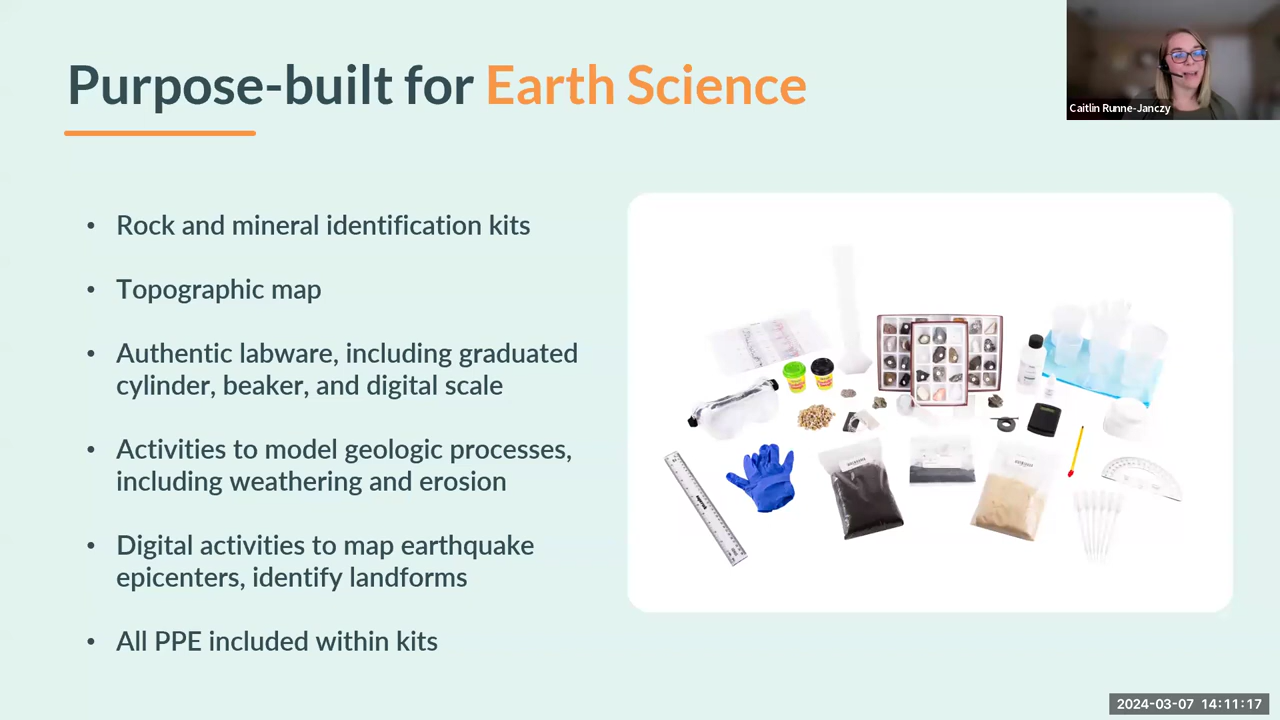 Purpose-built for Earth Science
Caitlin Runne-Janczy
• Rock and mineral identification kits
• Topographic map
• Authentic labware, including graduated
cylinder, beaker, and digital scale
• Activities to model geologic processes,
including weathering and erosion
• Digital activities to map earthquake
epicenters, identify landforms
• All PPE included within kits
2024-03-07 14:11:17